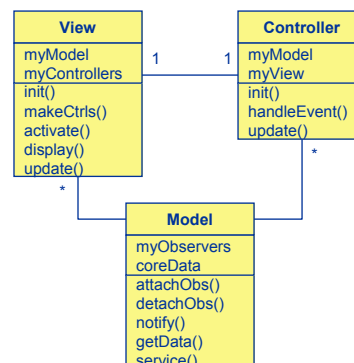 View
myModel
myControllers
init()
makeCtrls()
activate()
display()
update()
1
1
Controller
myModel
myView
init()
handleEvent()
update()
*
*
Model
myObservers
coreData
attachObs()
detachObs()
notify()
getData()
service()